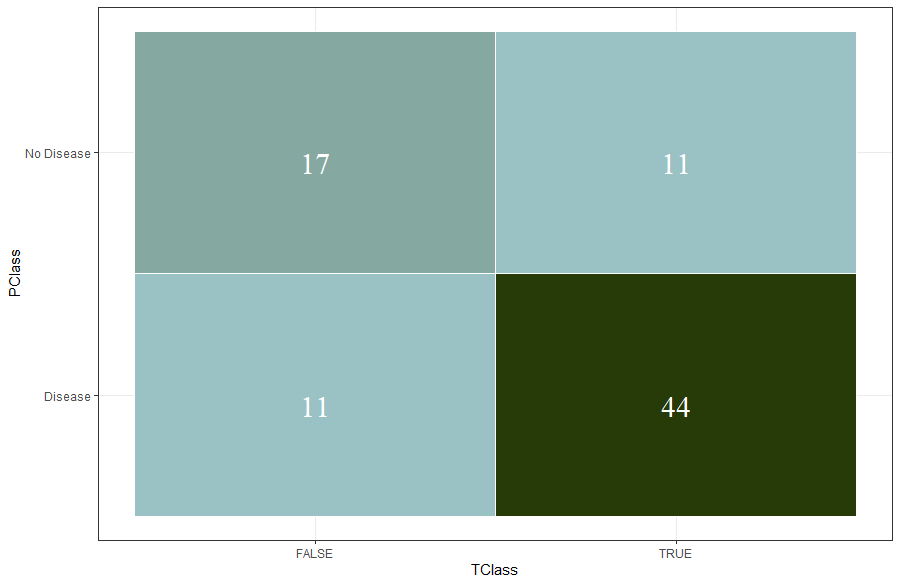 No Disease
17
11
PClass
Disease
11
44
FALSE
TRUE
TClass